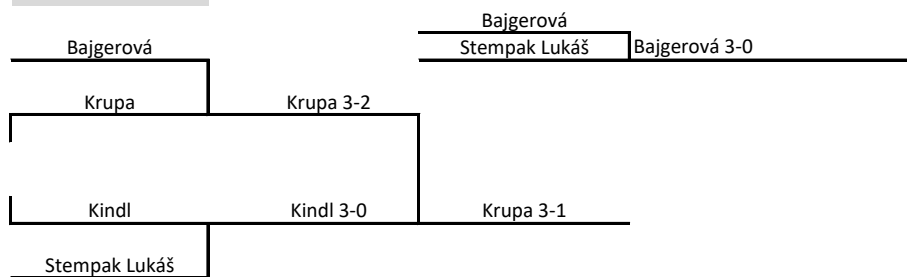 Bajgerová
Bajgerová
Stempak Lukáš
Bajgerová 3-0
Krupa
Krupa 3-2
Kindl
Kindl 3-0
Krupa 3-1
Stempak Lukáš